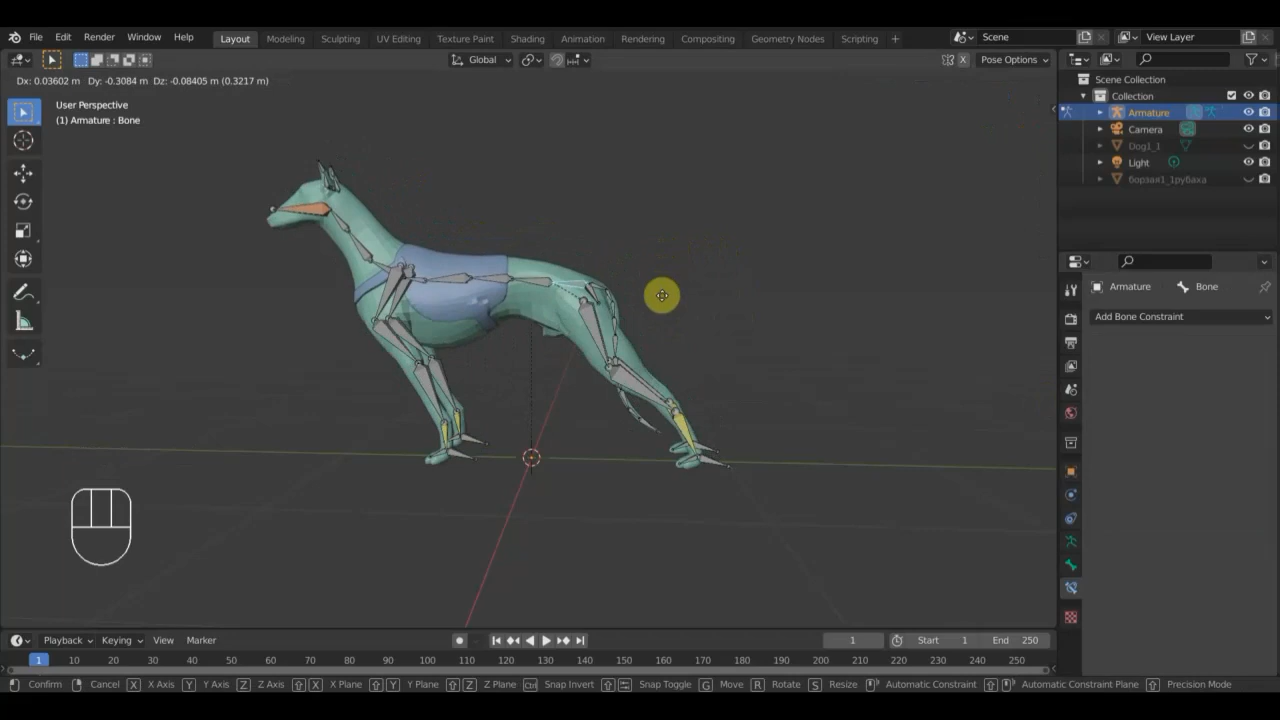 File Edit Render Window Help Layout Modeling Sculpting UV Editing Texture Paint Shading Animation Rendering Compositing Geometry Nodes Scripting + Scene View Layer
Global Pose Options
Dx: 0.03602 m Dy: -0.3084 m Dz: -0.08405 m (0.3217 m)
User Perspective
(1) Armature : Bone
Scene Collection
Collection
Armature
Camera
Dog1_1
Light
борзая1_1рубаха
Armature Bone
Add Bone Constraint
Playback Keying View Marker 1 Start 1 End 250
1 10 20 30 40 50 60 70 80 90 100 110 120 130 140 150 160 170 180 190 200 210 220 230 240 250
Confirm Cancel X X Axis Y Y Axis Z Z Axis X X Plane Y Y Plane Z Z Plane Ctrl Snap Invert Snap Toggle G Move R Rotate S Resize Automatic Constraint Automatic Constraint Plane Precision Mode